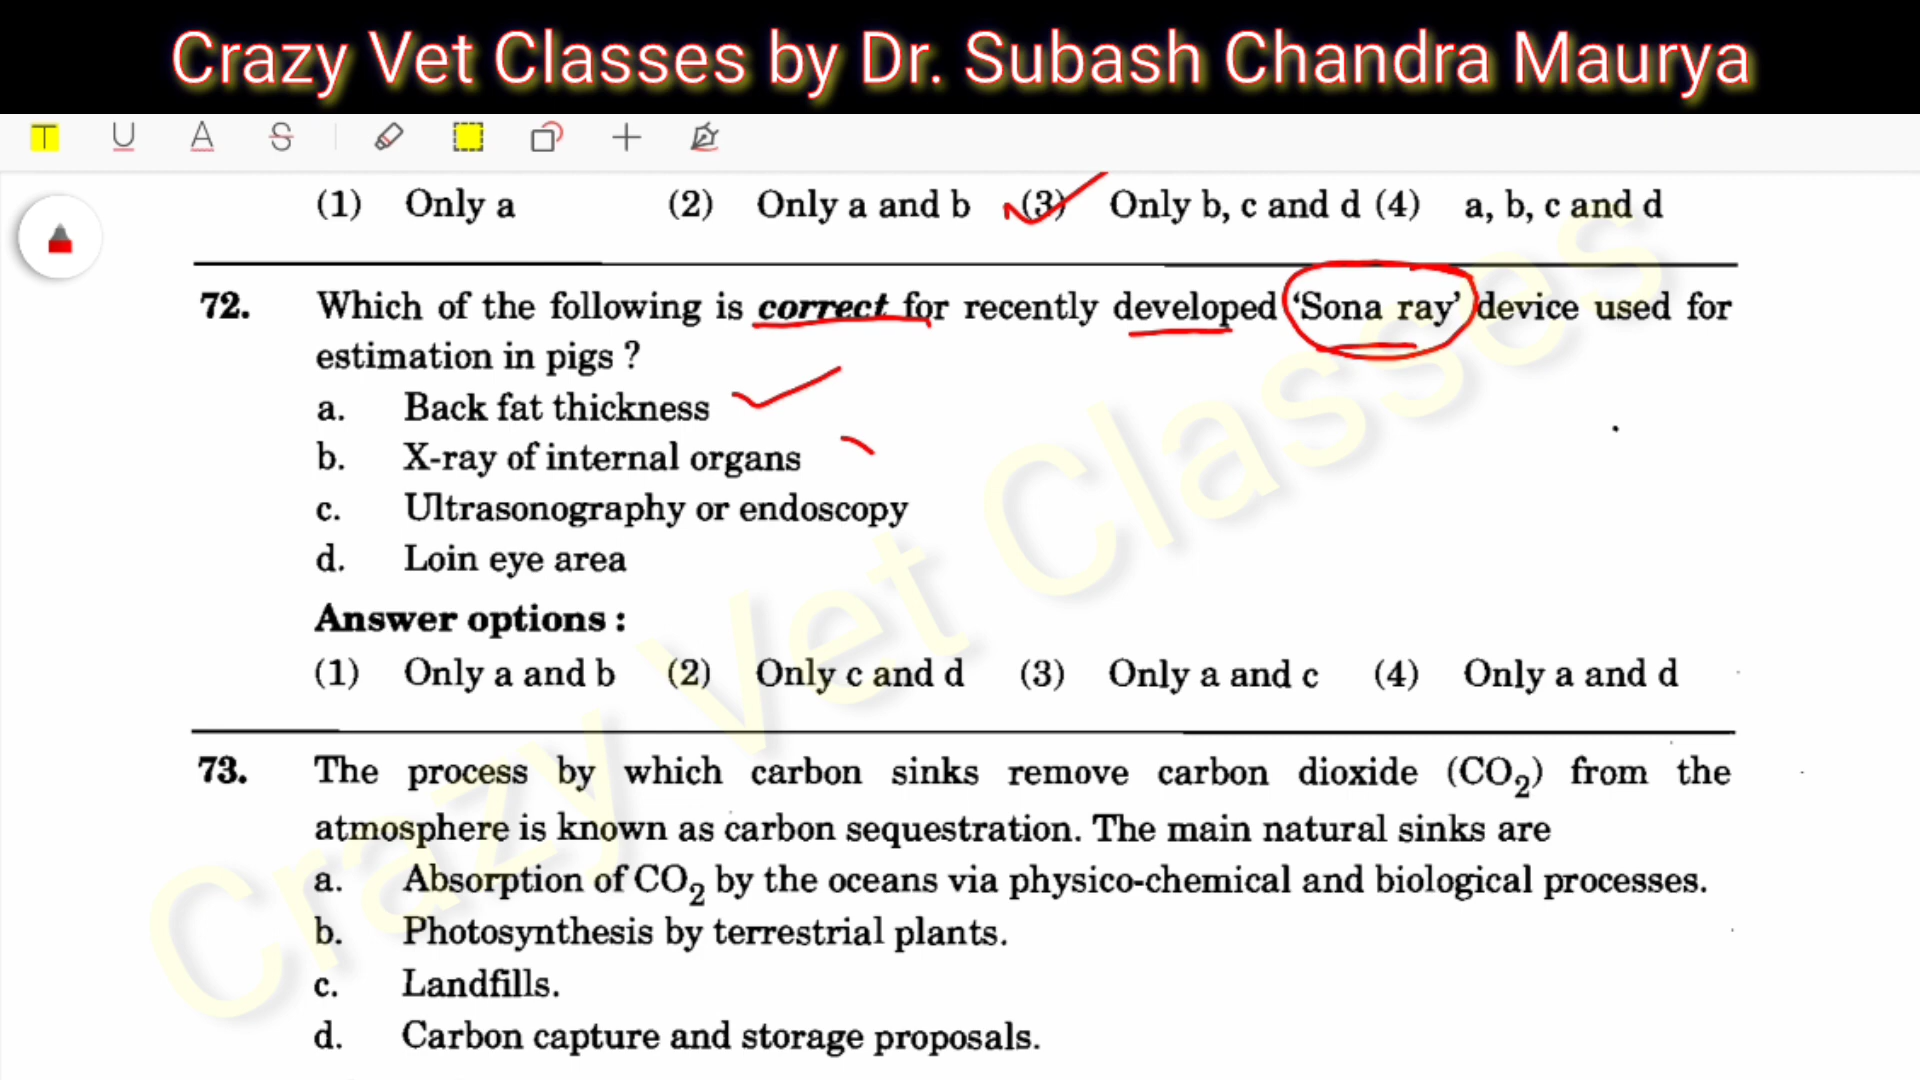 Crazy Vet Classes by Dr. Subash Chandra Maurya
T U A S
(1) Only a (2) Only a and b (3) Only b, c and d (4) a, b, c and d
72. Which of the following is correct for recently developed ‘Sona ray’ device used for
estimation in pigs ?
a. Back fat thickness
b. X-ray of internal organs
c. Ultrasonography or endoscopy
d. Loin eye area
Answer options :
(1) Only a and b (2) Only c and d (3) Only a and c (4) Only a and d
73. The process by which carbon sinks remove carbon dioxide (CO₂) from the
atmosphere is known as carbon sequestration. The main natural sinks are
a. Absorption of CO₂ by the oceans via physico-chemical and biological processes.
b. Photosynthesis by terrestrial plants.
c. Landfills.
d. Carbon capture and storage proposals.
Crazy Vet Classes